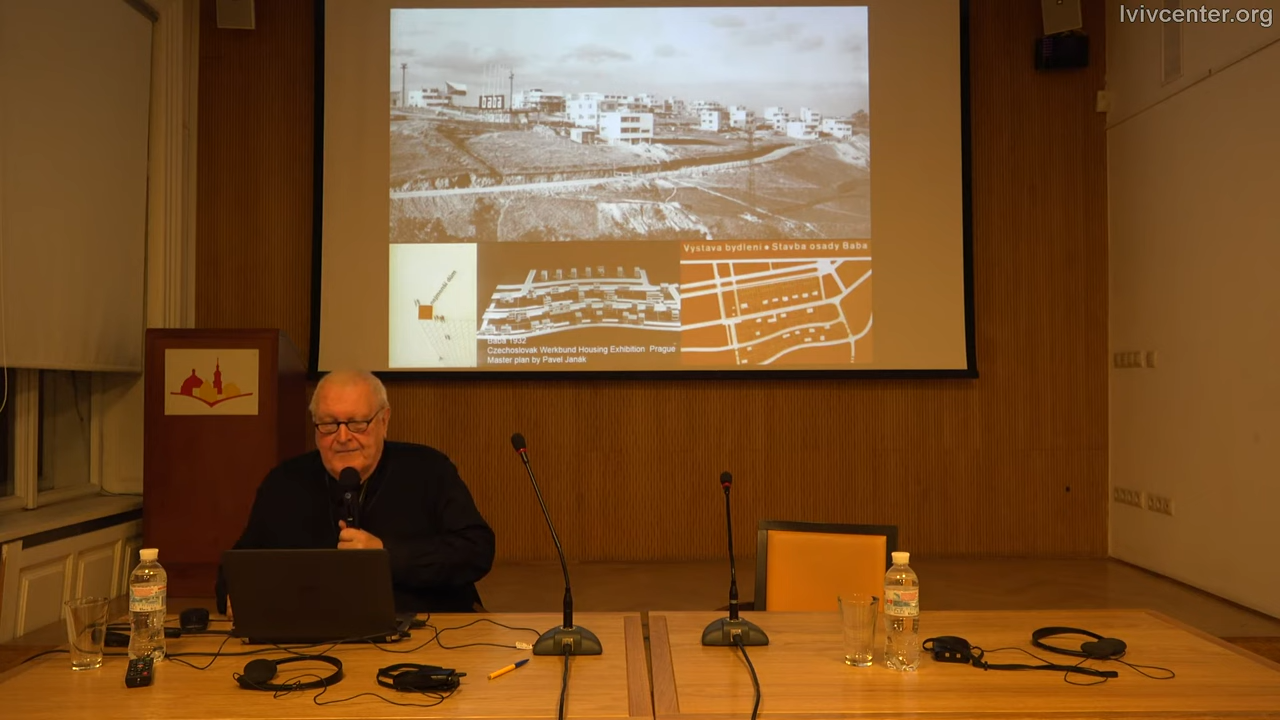 lvivcenter.org
baba
Výstava bydlení • Stavba osady Baba
Baba 1932
Czechoslovak Werkbund Housing Exhibition Prague
Master plan by Pavel Janák